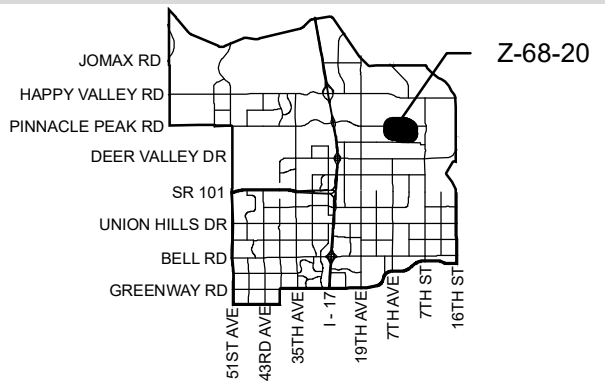 Z-68-20
JOMAX RD
HAPPY VALLEY RD
PINNACLE PEAK RD
DEER VALLEY DR
SR 101
UNION HILLS DR
BELL RD
GREENWAY RD
51ST AVE
43RD AVE
35TH AVE
I - 17
19TH AVE
7TH AVE
7TH ST
16TH ST